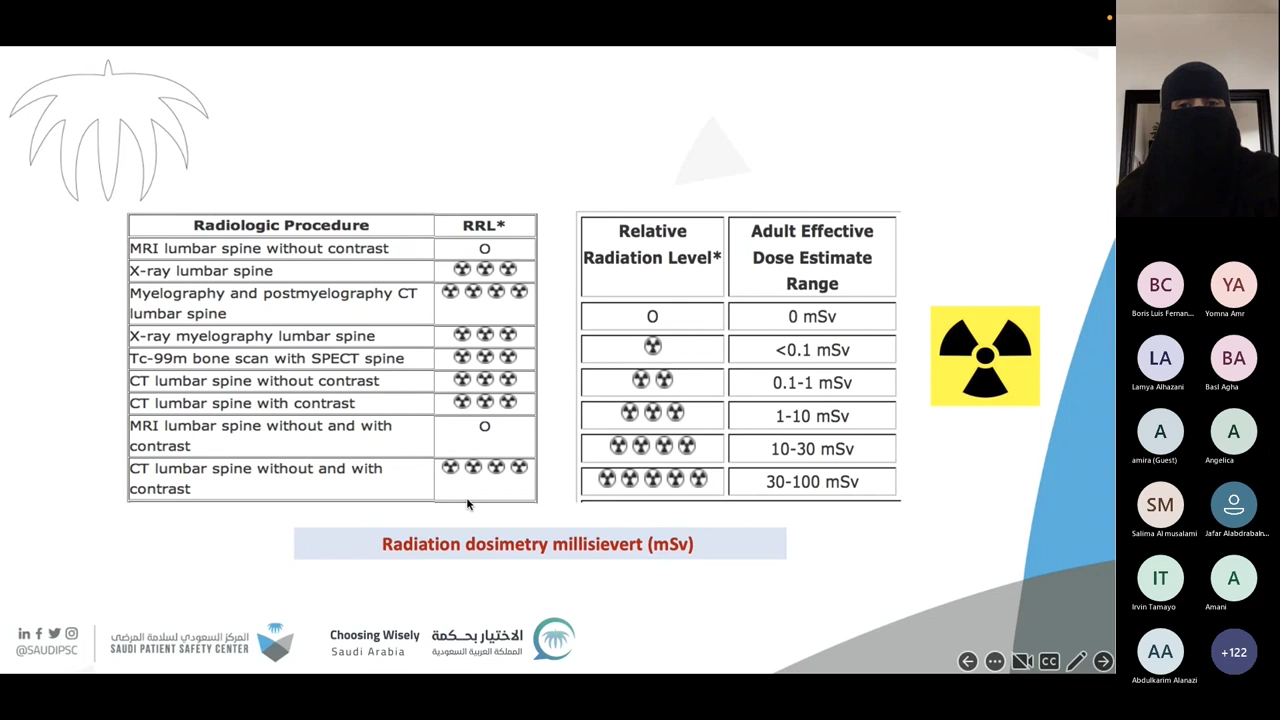 Radiologic Procedure RRL*
MRI lumbar spine without contrast O
X-ray lumbar spine
Myelography and postmyelography CT
lumbar spine
X-ray myelography lumbar spine
Tc-99m bone scan with SPECT spine
CT lumbar spine without contrast
CT lumbar spine with contrast
MRI lumbar spine without and with O
contrast
CT lumbar spine without and with
contrast
Relative
Radiation Level*
Adult Effective
Dose Estimate
Range
O 0 mSv
<0.1 mSv
0.1-1 mSv
1-10 mSv
10-30 mSv
30-100 mSv
Radiation dosimetry millisievert (mSv)
in f
@SAUDIPSC
المركز السعودي لسلامة المرضى
SAUDI PATIENT SAFETY CENTER
Choosing Wisely
Saudi Arabia
الاختيار بحكمة
المملكة العربية السعودية
CC
BC
Boris Luis Fernan...
YA
Yomna Amr
LA
Lamya Alhazani
BA
Basl Agha
A
amira (Guest)
A
Angelica
SM
Salima Al musalami
Jafar Alabdrabaln...
IT
Irvin Tamayo
A
Amani
AA
Abdulkarim Alanazi
+122